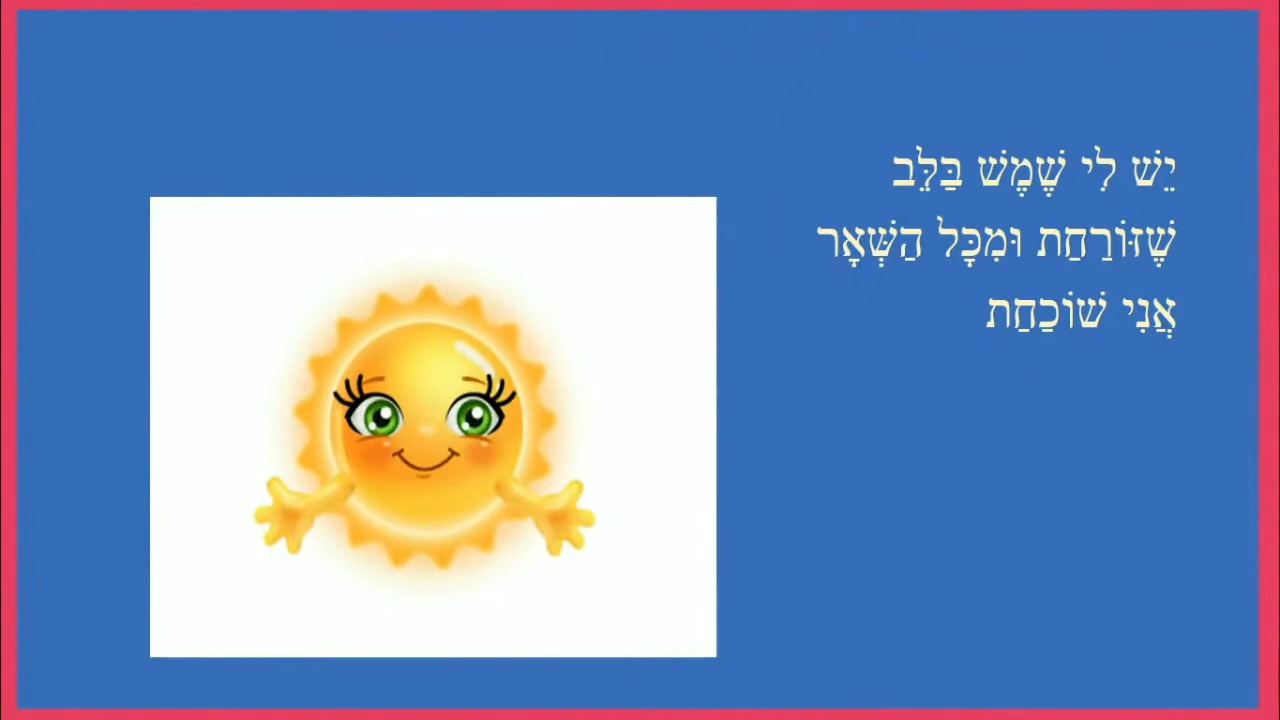 יֵשׁ לִי שֶׁמֶשׁ בַּלֵּב
שֶׁזּוֹרַחַת וּמִכָּל הַשְּׁאָר
אֲנִי שׁוֹכַחַת